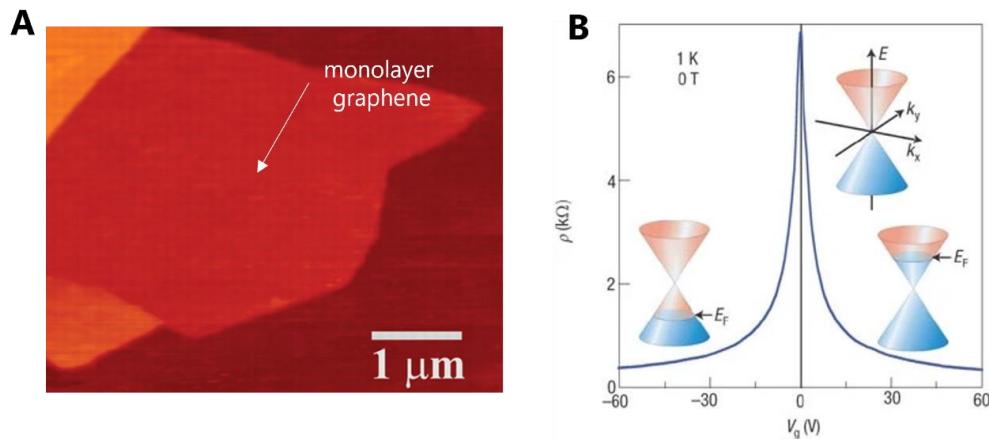 A
monolayer
graphene
1 μm
B
1 K
0 T
E
k_y
k_x
E_F
E_F
ρ (kΩ)
6
4
2
0
−60
−30
0
30
60
V_g (V)